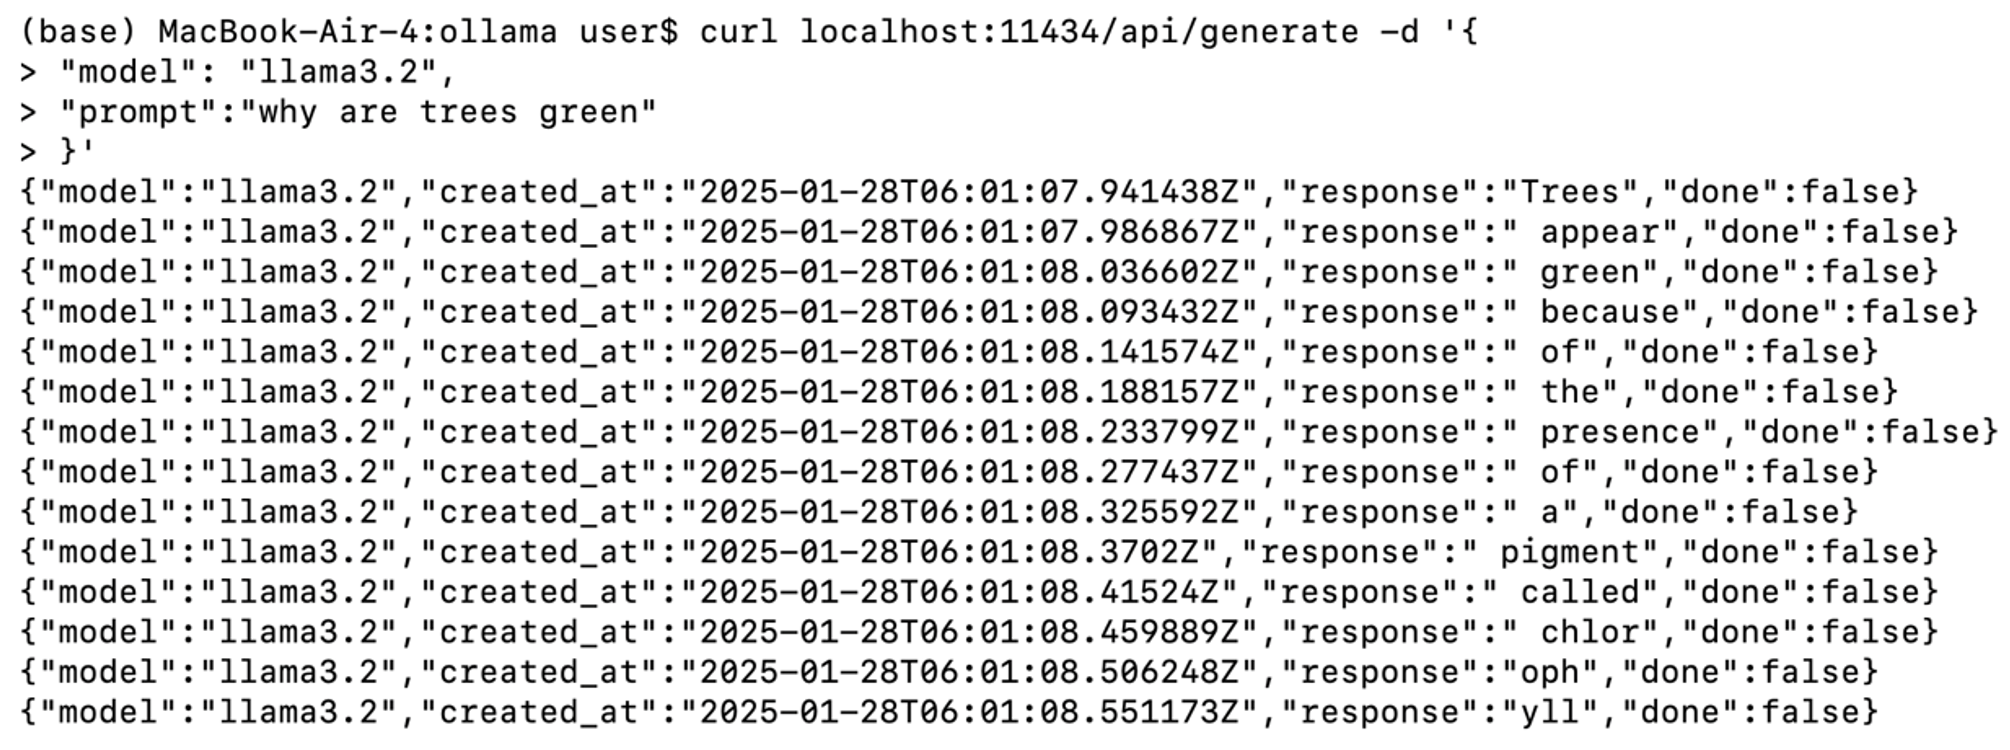 (base) MacBook-Air-4:ollama user$ curl localhost:11434/api/generate -d '{
> "model": "llama3.2",
> "prompt":"why are trees green"
> }'
{"model":"llama3.2","created_at":"2025-01-28T06:01:07.941438Z","response":"Trees","done":false}
{"model":"llama3.2","created_at":"2025-01-28T06:01:07.986867Z","response":" appear","done":false}
{"model":"llama3.2","created_at":"2025-01-28T06:01:08.036602Z","response":" green","done":false}
{"model":"llama3.2","created_at":"2025-01-28T06:01:08.093432Z","response":" because","done":false}
{"model":"llama3.2","created_at":"2025-01-28T06:01:08.141574Z","response":" of","done":false}
{"model":"llama3.2","created_at":"2025-01-28T06:01:08.188157Z","response":" the","done":false}
{"model":"llama3.2","created_at":"2025-01-28T06:01:08.233799Z","response":" presence","done":false}
{"model":"llama3.2","created_at":"2025-01-28T06:01:08.277437Z","response":" of","done":false}
{"model":"llama3.2","created_at":"2025-01-28T06:01:08.325592Z","response":" a","done":false}
{"model":"llama3.2","created_at":"2025-01-28T06:01:08.3702Z","response":" pigment","done":false}
{"model":"llama3.2","created_at":"2025-01-28T06:01:08.41524Z","response":" called","done":false}
{"model":"llama3.2","created_at":"2025-01-28T06:01:08.459889Z","response":" chlor","done":false}
{"model":"llama3.2","created_at":"2025-01-28T06:01:08.506248Z","response":"oph","done":false}
{"model":"llama3.2","created_at":"2025-01-28T06:01:08.551173Z","response":"yll","done":false}